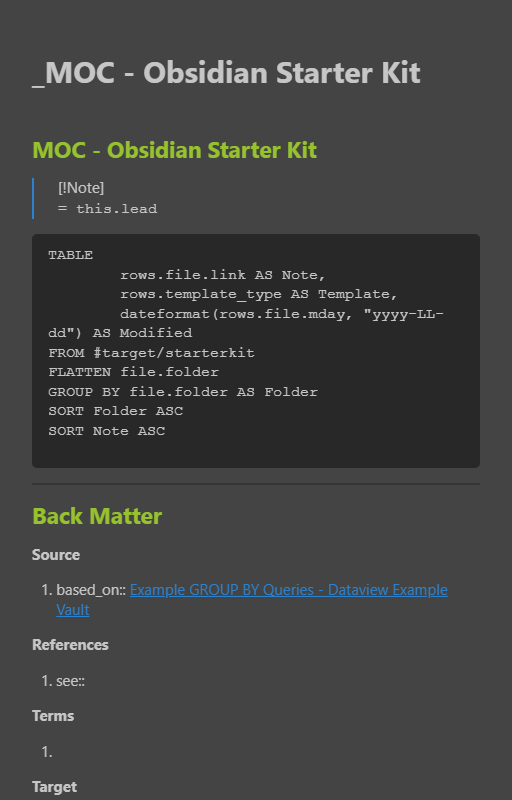 _MOC - Obsidian Starter Kit
MOC - Obsidian Starter Kit
[!Note]
= this.lead
TABLE
rows.file.link AS Note,
rows.template_type AS Template,
dateformat(rows.file.mday, "yyyy-LL-
dd") AS Modified
FROM #target/starterkit
FLATTEN file.folder
GROUP BY file.folder AS Folder
SORT Folder ASC
SORT Note ASC
Back Matter
Source
1. based_on:: Example GROUP BY Queries - Dataview Example
Vault
References
1. see::
Terms
1.
Target